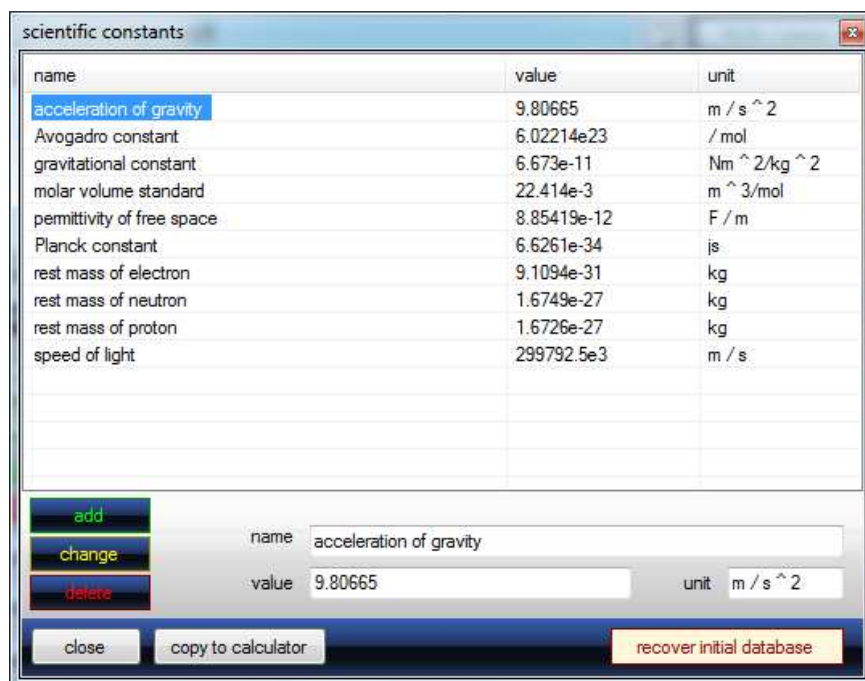 scientific constants
name value unit
acceleration of gravity 9.80665 m / s ^ 2
Avogadro constant 6.02214e23 / mol
gravitational constant 6.673e-11 Nm ^ 2/kg ^ 2
molar volume standard 22.414e-3 m ^ 3/mol
permittivity of free space 8.85419e-12 F / m
Planck constant 6.6261e-34 js
rest mass of electron 9.1094e-31 kg
rest mass of neutron 1.6749e-27 kg
rest mass of proton 1.6726e-27 kg
speed of light 299792.5e3 m / s
add
name acceleration of gravity
change
value 9.80665 unit m / s ^ 2
delete
close copy to calculator recover initial database